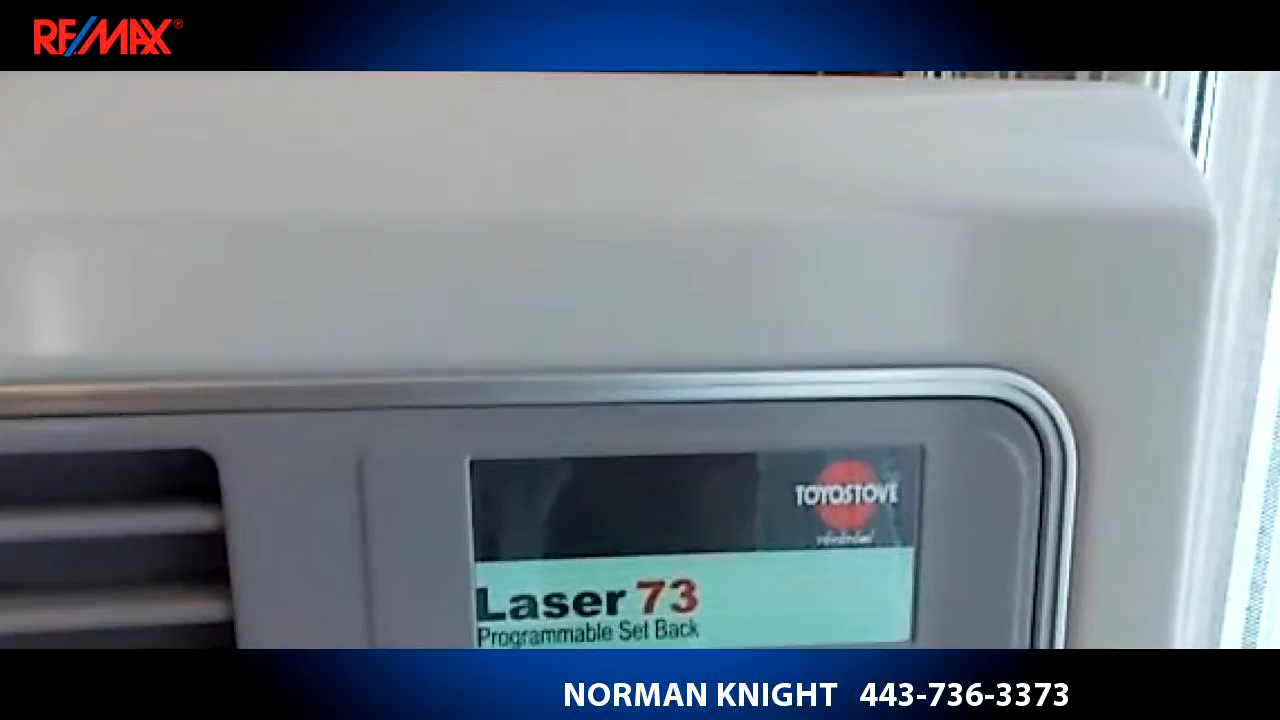 RE/MAX®
TOYOSTOVE
Laser 73
Programmable Set Back
NORMAN KNIGHT 443-736-3373